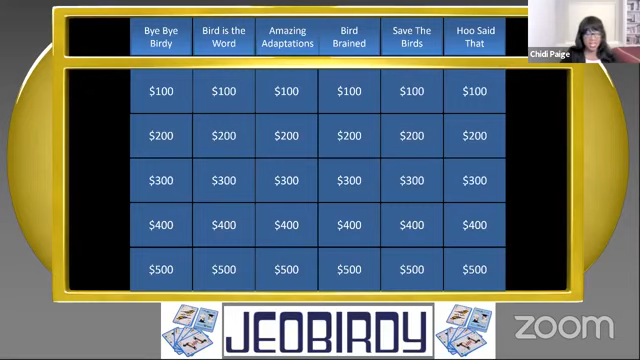 Bye Bye
Birdy
Bird is the
Word
Amazing
Adaptations
Bird
Brained
Save The
Birds
Hoo Said
That
Chidi Paige
$100 $100 $100 $100 $100 $100
$200 $200 $200 $200 $200 $200
$300 $300 $300 $300 $300 $300
$400 $400 $400 $400 $400 $400
$500 $500 $500 $500 $500 $500
JEOBIRDY
zoom